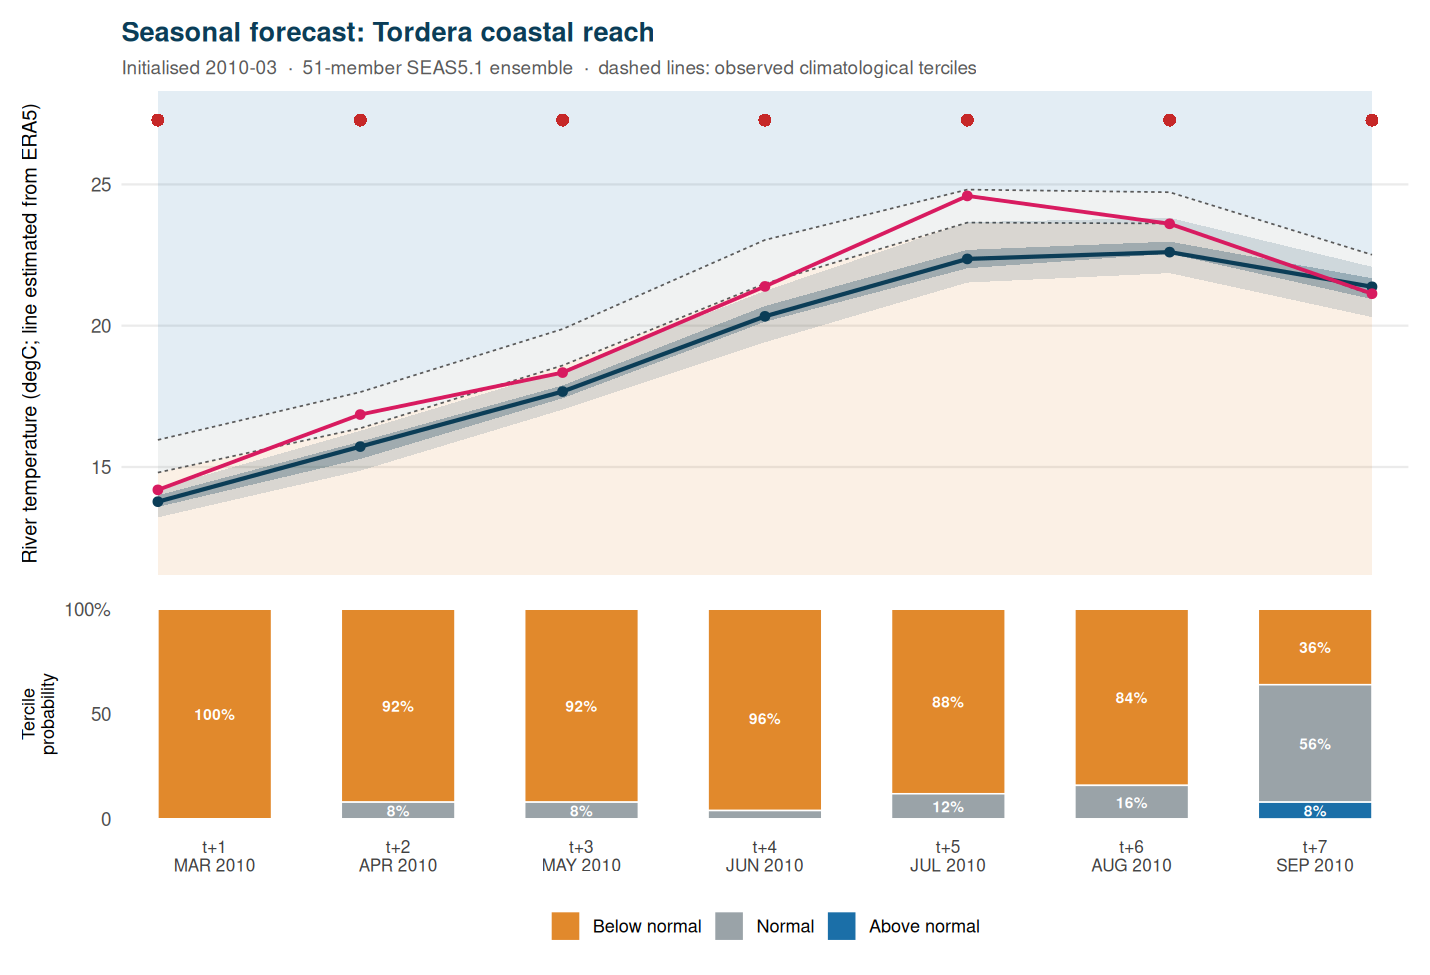 Seasonal forecast: Tordera coastal reach
Initialised 2010-03 · 51-member SEAS5.1 ensemble · dashed lines: observed climatological terciles
River temperature (degC; line estimated from ERA5)
25
20
15
Tercile
probability
100%
50
0
100%
92%
8%
92%
8%
96%
88%
12%
84%
16%
36%
56%
8%
t+1
MAR 2010
t+2
APR 2010
t+3
MAY 2010
t+4
JUN 2010
t+5
JUL 2010
t+6
AUG 2010
t+7
SEP 2010
Below normal
Normal
Above normal